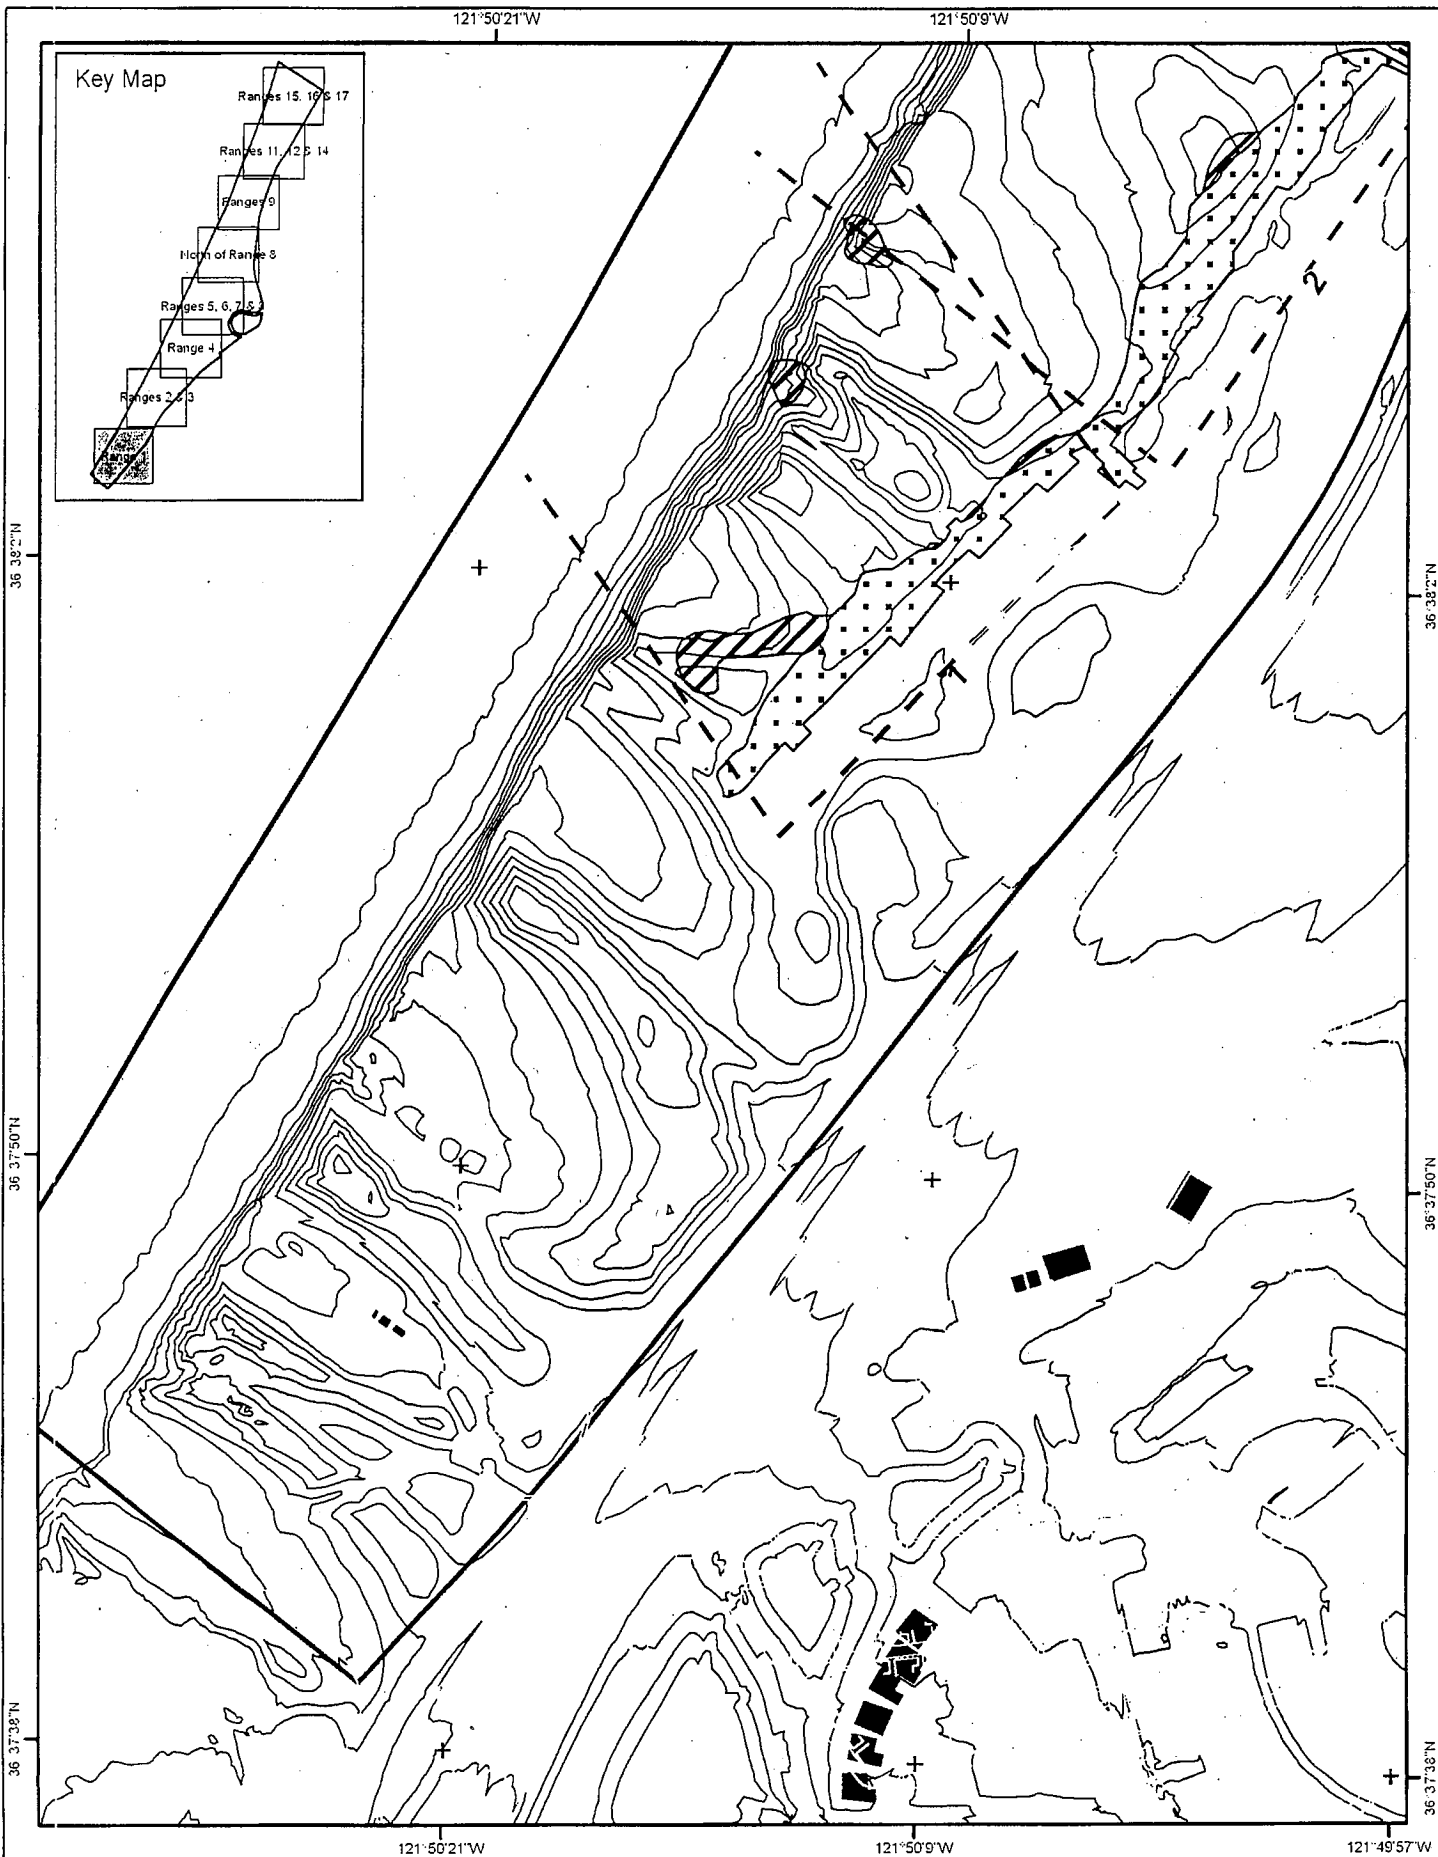 121°50'21"W
121°50'9"W
Key Map
Ranges 15, 16 & 17
Ranges 11, 12 & 14
Ranges 9
North of Range 8
Ranges 5, 6, 7 &
Range 4
Ranges 2 & 3
Range 1
2
36°38'2"N
36°38'2"N
1
36°37'50"N
36°37'50"N
36°37'38"N
36°37'38"N
121°50'21"W
121°50'9"W
121°49'57"W